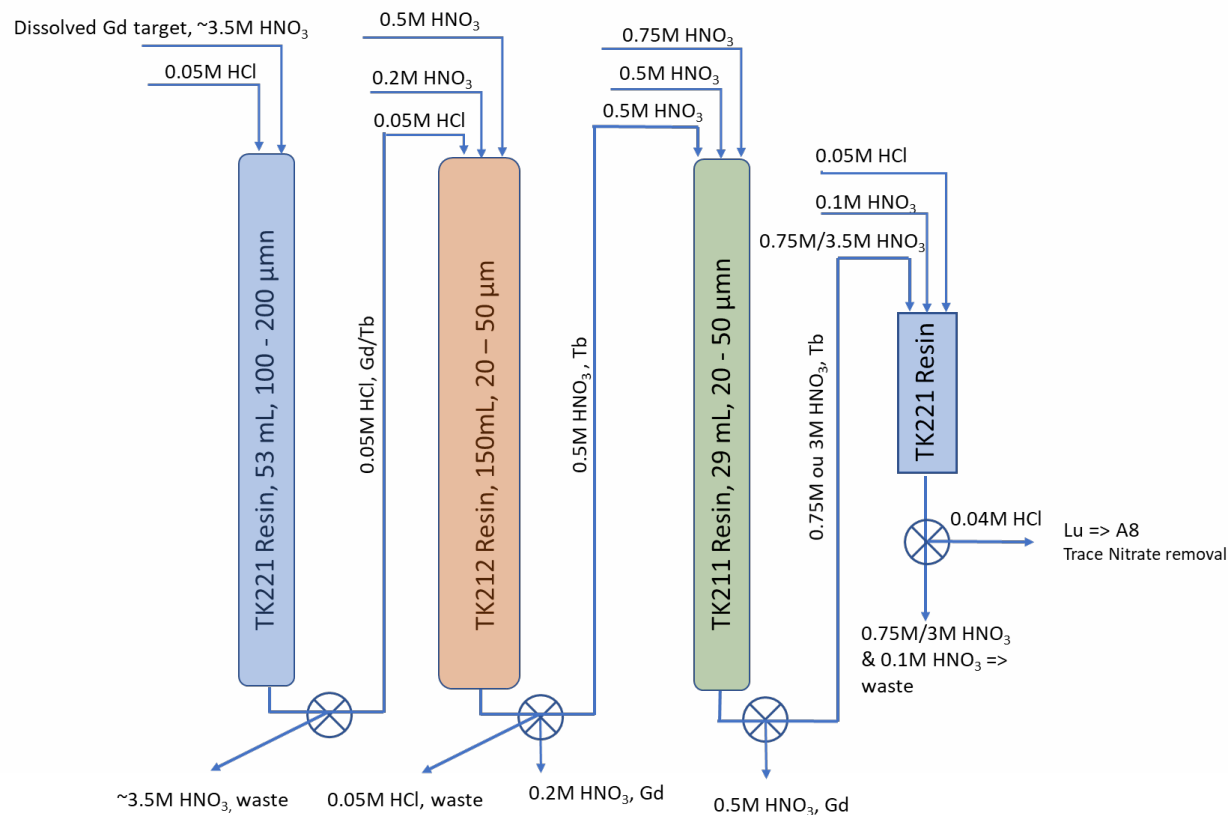 Dissolved Gd target, ~3.5M HNO₃
0.05M HCl
0.5M HNO₃
0.2M HNO₃
0.05M HCl
0.75M HNO₃
0.5M HNO₃
0.5M HNO₃
0.05M HCl
0.1M HNO₃
0.75M/3.5M HNO₃
TK221 Resin, 53 mL, 100 - 200 µmn
0.05M HCl, Gd/Tb
TK212 Resin, 150mL, 20 – 50 µm
0.5M HNO₃ , Tb
TK211 Resin, 29 mL, 20 - 50 µmn
0.75M ou 3M HNO₃, Tb
TK221 Resin
0.04M HCl
Lu => A8
Trace Nitrate removal
0.75M/3M HNO₃
& 0.1M HNO₃ =>
waste
~3.5M HNO₃, waste
0.05M HCl, waste
0.2M HNO₃, Gd
0.5M HNO₃, Gd